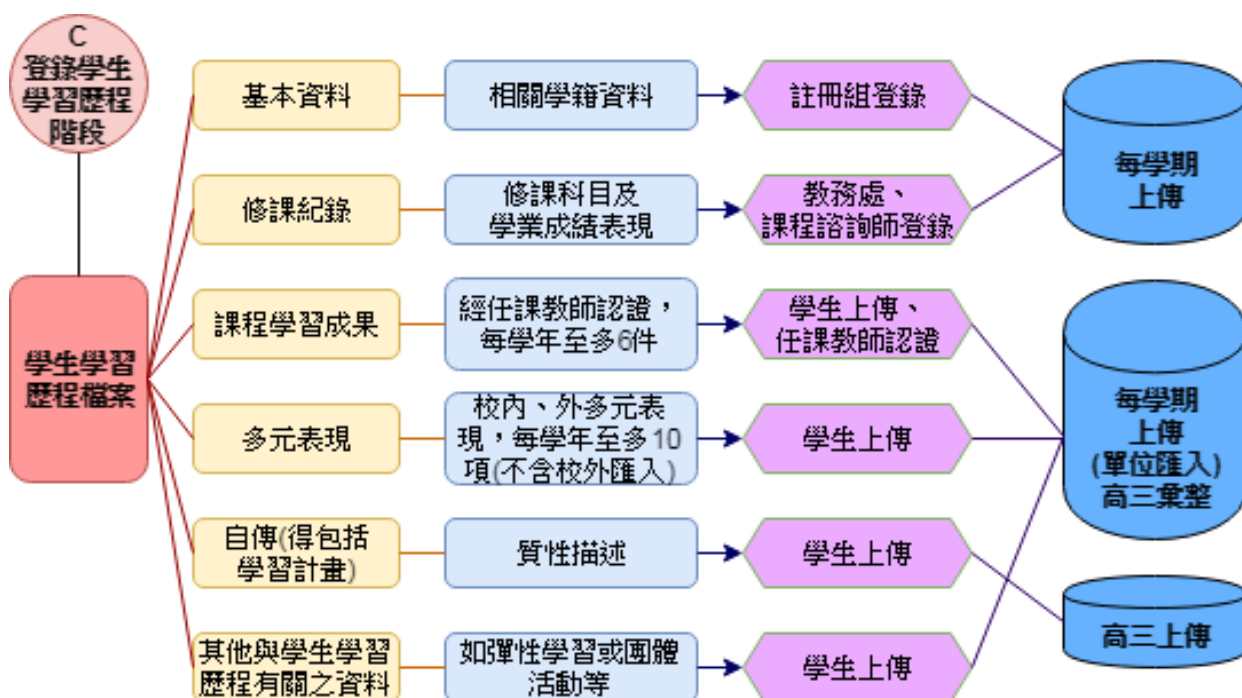 C
登錄學生
學習歷程
階段
學生學習
歷程檔案
基本資料
相關學籍資料
註冊組登錄
修課紀錄
修課科目及
學業成績表現
教務處、
課程諮詢師登錄
每學期
上傳
課程學習成果
經任課教師認證，
每學年至多6件
學生上傳、
任課教師認證
多元表現
校內、外多元表
現，每學年至多10
項(不含校外匯入)
學生上傳
每學期
上傳
(單位匯入)
高三彙整
自傳(得包括
學習計畫)
質性描述
學生上傳
高三上傳
其他與學生學習
歷程有關之資料
如彈性學習或團體
活動等
學生上傳